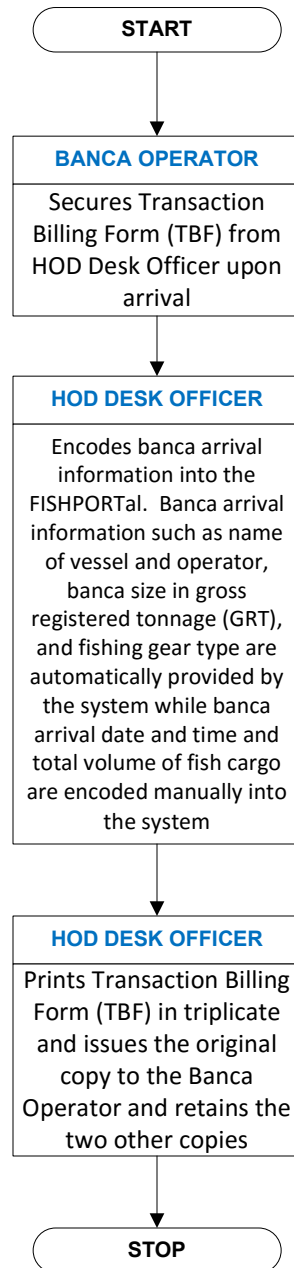 START
BANCA OPERATOR
Secures Transaction
Billing Form (TBF) from
HOD Desk Officer upon
arrival
HOD DESK OFFICER
Encodes banca arrival
information into the
FISHPORTal.  Banca arrival
information such as name
of vessel and operator,
banca size in gross
registered tonnage (GRT),
and fishing gear type are
automatically provided by
the system while banca
arrival date and time and
total volume of fish cargo
are encoded manually into
the system
HOD DESK OFFICER
Prints Transaction Billing
Form (TBF) in triplicate
and issues the original
copy to the Banca
Operator and retains the
two other copies
STOP